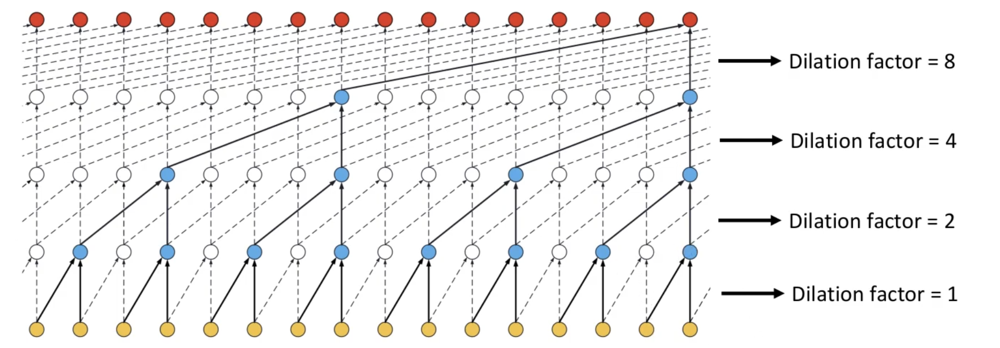 Dilation factor = 8
Dilation factor = 4
Dilation factor = 2
Dilation factor = 1